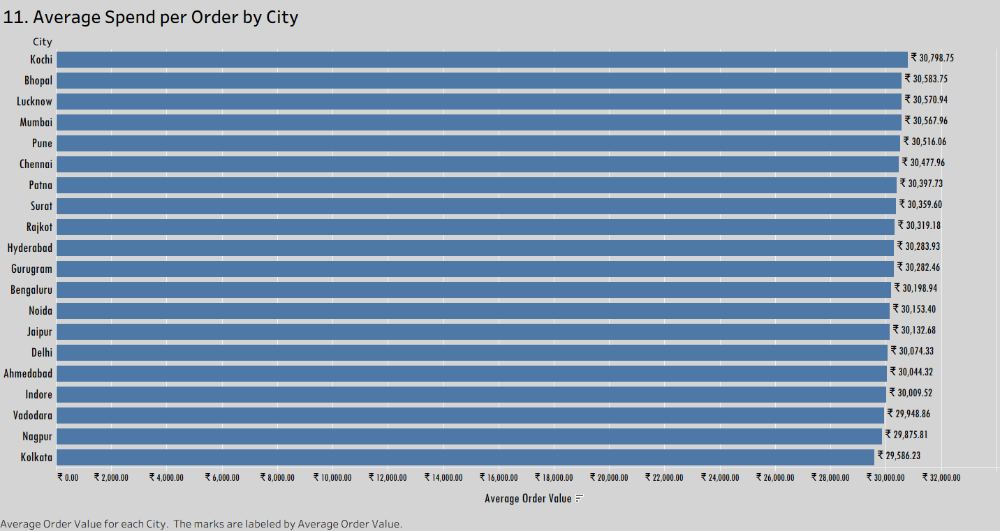 11. Average Spend per Order by City
City
Kochi ₹ 30,798.75
Bhopal ₹ 30,583.75
Lucknow ₹ 30,570.94
Mumbai ₹ 30,567.96
Pune ₹ 30,516.06
Chennai ₹ 30,477.96
Patna ₹ 30,397.73
Surat ₹ 30,359.60
Rajkot ₹ 30,319.18
Hyderabad ₹ 30,283.93
Gurugram ₹ 30,282.46
Bengaluru ₹ 30,198.94
Noida ₹ 30,153.40
Jaipur ₹ 30,132.68
Delhi ₹ 30,074.33
Ahmedabad ₹ 30,044.32
Indore ₹ 30,009.52
Vadodara ₹ 29,948.86
Nagpur ₹ 29,875.81
Kolkata ₹ 29,586.23
₹ 0.00 ₹ 2,000.00 ₹ 4,000.00 ₹ 6,000.00 ₹ 8,000.00 ₹ 10,000.00 ₹ 12,000.00 ₹ 14,000.00 ₹ 16,000.00 ₹ 18,000.00 ₹ 20,000.00 ₹ 22,000.00 ₹ 24,000.00 ₹ 26,000.00 ₹ 28,000.00 ₹ 30,000.00 ₹ 32,000.00
Average Order Value
Average Order Value for each City. The marks are labeled by Average Order Value.